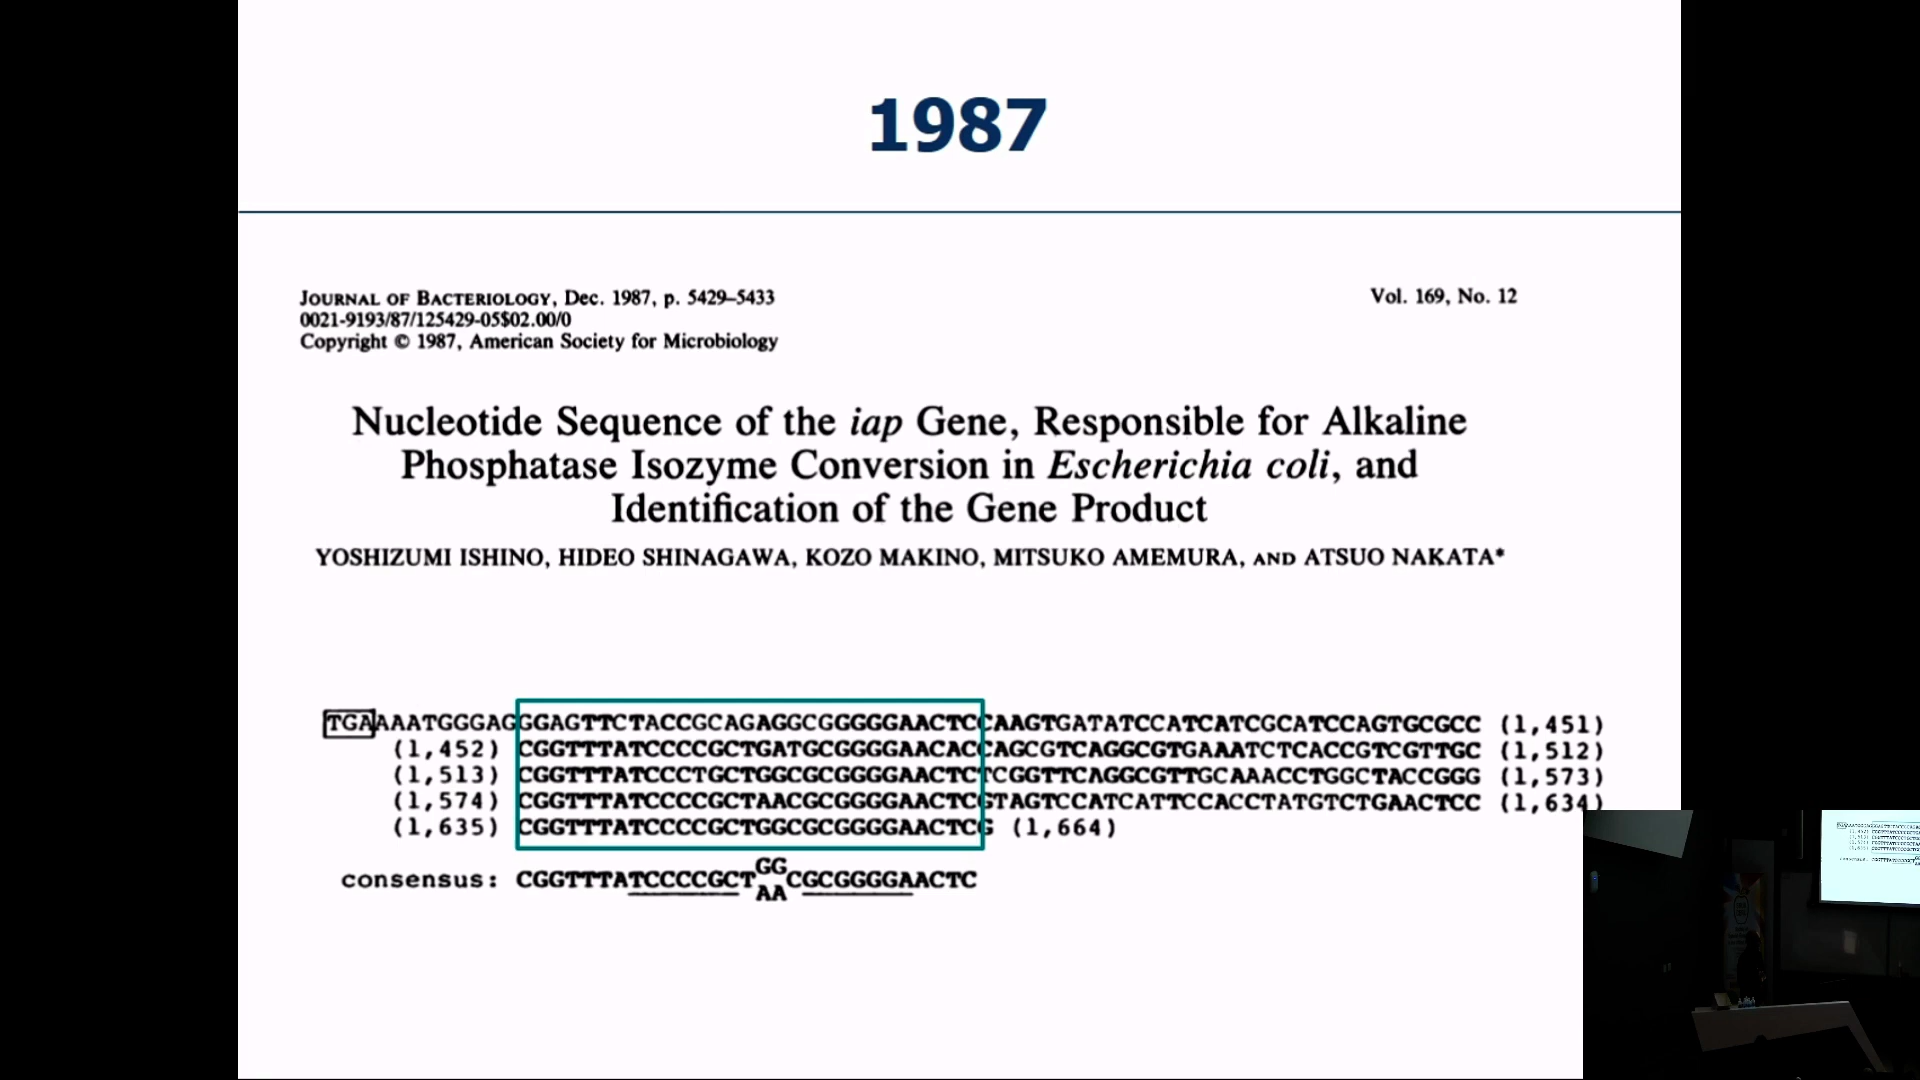 1987
JOURNAL OF BACTERIOLOGY, Dec. 1987, p. 5429–5433
Vol. 169, No. 12
0021-9193/87/125429-05$02.00/0
Copyright © 1987, American Society for Microbiology
Nucleotide Sequence of the iap Gene, Responsible for Alkaline
Phosphatase Isozyme Conversion in Escherichia coli, and
Identification of the Gene Product
YOSHIZUMI ISHINO, HIDEO SHINAGAWA, KOZO MAKINO, MITSUKO AMEMURA, AND ATSUO NAKATA*
TGAAAATGGGAGGGAGTTCTACCGCAGAGGCGGGGGAACTCCAAGTGATATCCATCATCGCATCCAGTGCGCC (1,451)
(1,452) CGGTTTATCCCCGCTGATGCGGGGAACACCAGCGTCAGGCGTGAAATCTCACCGTCGTTGC (1,512)
(1,513) CGGTTTATCCCTGCTGGCGCGGGGAACTCTCGGTTCAGGCGTTGCAAACCTGGCTACCGGG (1,573)
(1,574) CGGTTTATCCCCGCTAACGCGGGGAACTCGTAGTCCATCATTCCACCTATGTCTGAACTCC (1,634)
(1,635) CGGTTTATCCCCGCTGGCGCGGGGAACTCG (1,664)
consensus: CGGTTTATCCCCGCTGGCGCGGGGAACTC
AA